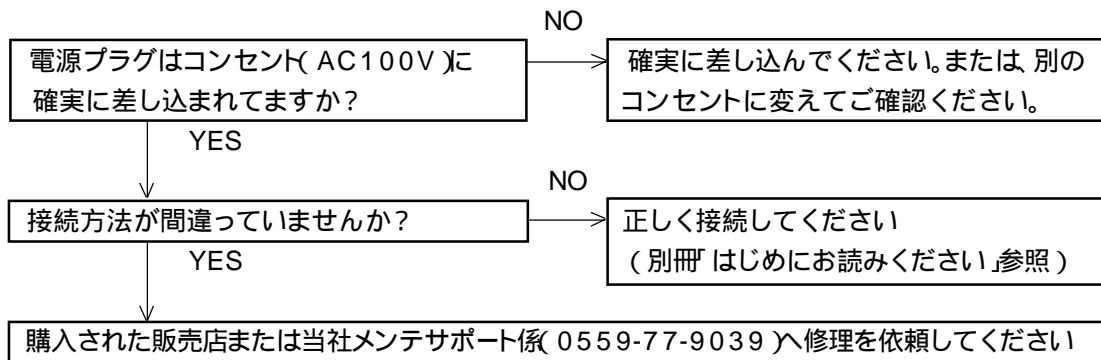 NO
電源プラグはコンセント(AC100V)に
確実に差し込まれてますか?
確実に差し込んでください。または、別の
コンセントに変えてご確認ください。
YES
NO
接続方法が間違っていませんか?
正しく接続してください
(別冊「はじめにお読みください」参照)
YES
購入された販売店または当社メンテサポート係(0559-77-9039)へ修理を依頼してください